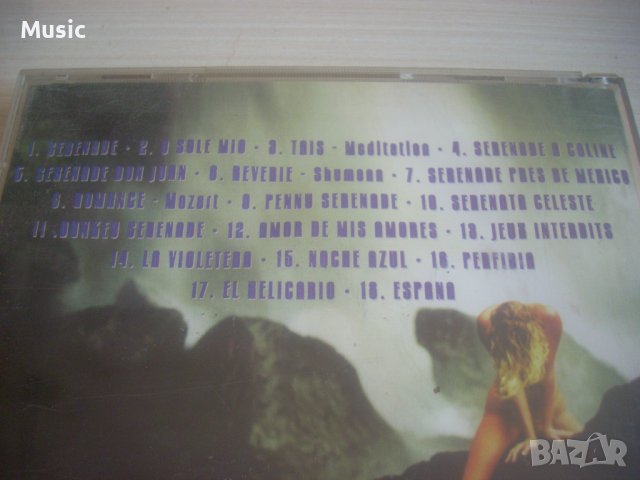 Music
1. SERENADE • 2. O SOLE MIO • 3. TAIS - Meditation • 4. SERENADE A COLINE
5. SERENADE DON JUAN • 6. REVERIE - Shumann • 7. SERENADE PRES DE MEXICO
8. ROMANCE - Mozart • 9. PENNY SERENADE • 10. SERENATA CELESTE
11. DONKEY SERENADE • 12. AMOR DE MIS AMORES • 13. JEUX INTERDITS
14. LA VIOLETERA • 15. NOCHE AZUL • 16. PERFIDIA
17. EL RELICARIO • 18. ESPANA
BAZAR